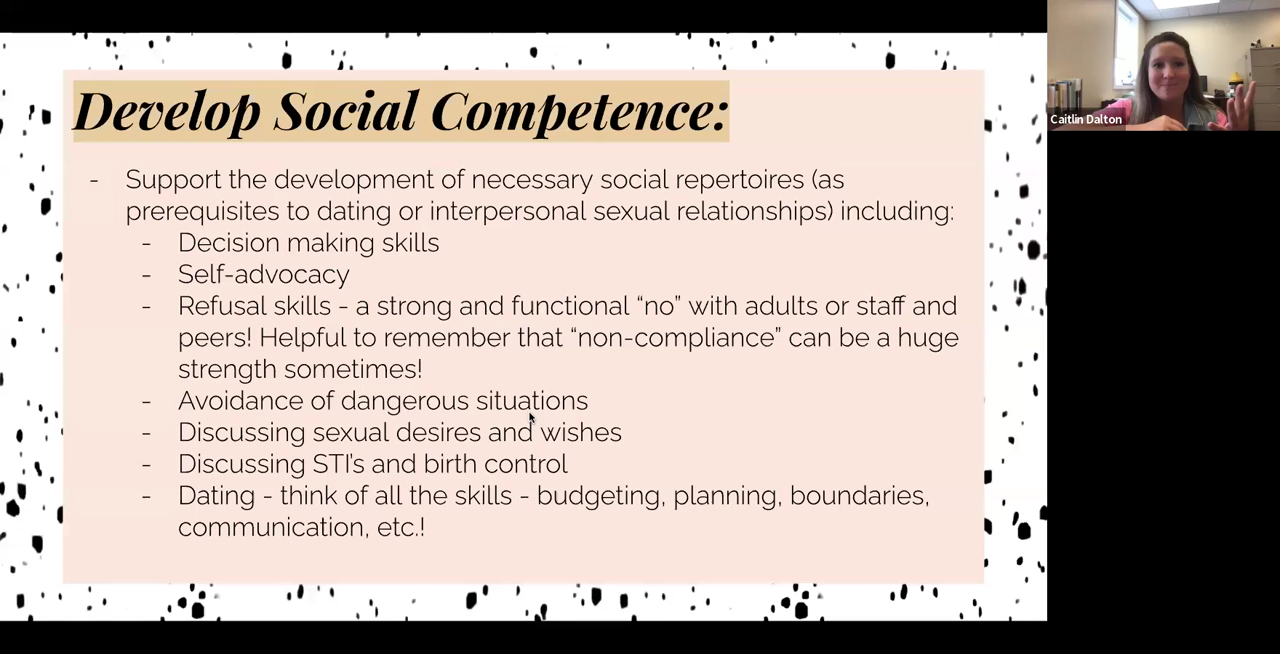 Develop Social Competence:
- Support the development of necessary social repertoires (as
prerequisites to dating or interpersonal sexual relationships) including:
- Decision making skills
- Self-advocacy
- Refusal skills - a strong and functional “no” with adults or staff and
peers! Helpful to remember that “non-compliance” can be a huge
strength sometimes!
- Avoidance of dangerous situations
- Discussing sexual desires and wishes
- Discussing STI’s and birth control
- Dating - think of all the skills - budgeting, planning, boundaries,
communication, etc.!
Caitlin Dalton